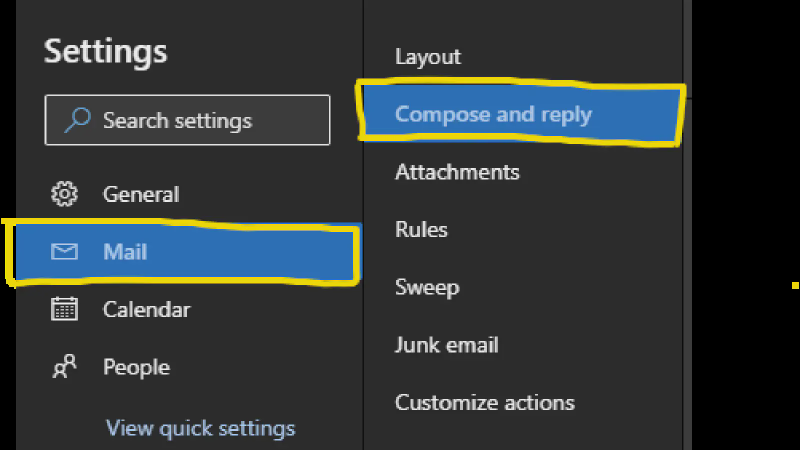 Settings
Search settings
General
Mail
Calendar
People
View quick settings
Layout
Compose and reply
Attachments
Rules
Sweep
Junk email
Customize actions